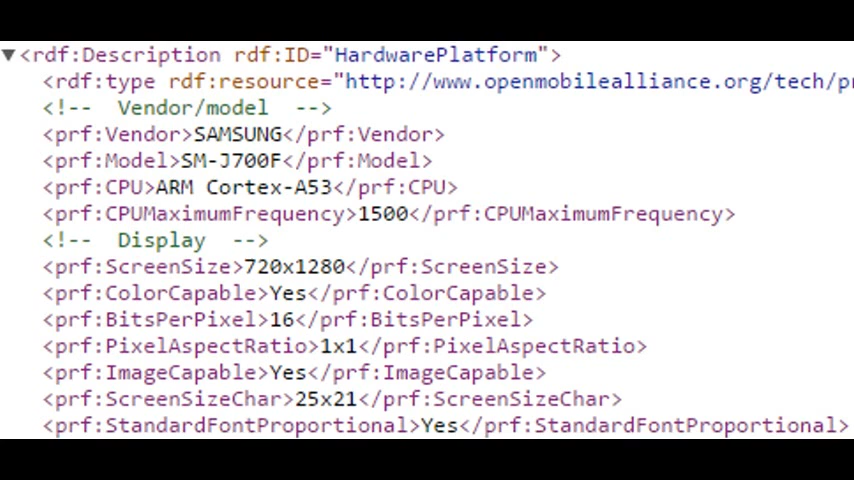 ▼<rdf:Description rdf:ID="HardwarePlatform">
<rdf:type rdf:resource="http://www.openmobilealliance.org/tech/pr
<!-- Vendor/model -->
<prf:Vendor>SAMSUNG</prf:Vendor>
<prf:Model>SM-J700F</prf:Model>
<prf:CPU>ARM Cortex-A53</prf:CPU>
<prf:CPUMaximumFrequency>1500</prf:CPUMaximumFrequency>
<!-- Display -->
<prf:ScreenSize>720x1280</prf:ScreenSize>
<prf:ColorCapable>Yes</prf:ColorCapable>
<prf:BitsPerPixel>16</prf:BitsPerPixel>
<prf:PixelAspectRatio>1x1</prf:PixelAspectRatio>
<prf:ImageCapable>Yes</prf:ImageCapable>
<prf:ScreenSizeChar>25x21</prf:ScreenSizeChar>
<prf:StandardFontProportional>Yes</prf:StandardFontProportional>